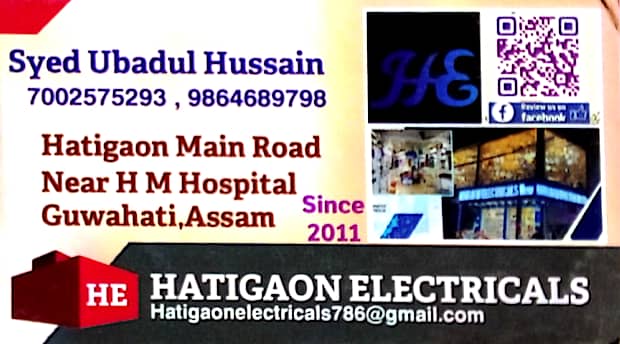 Syed Ubadul Hussain
7002575293 , 9864689798
HE
Review us on
facebook
Hatigaon Main Road
Near H M Hospital
Guwahati,Assam
Since
2011
HE
HATIGAON ELECTRICALS
Hatigaonelectricals786@gmail.com